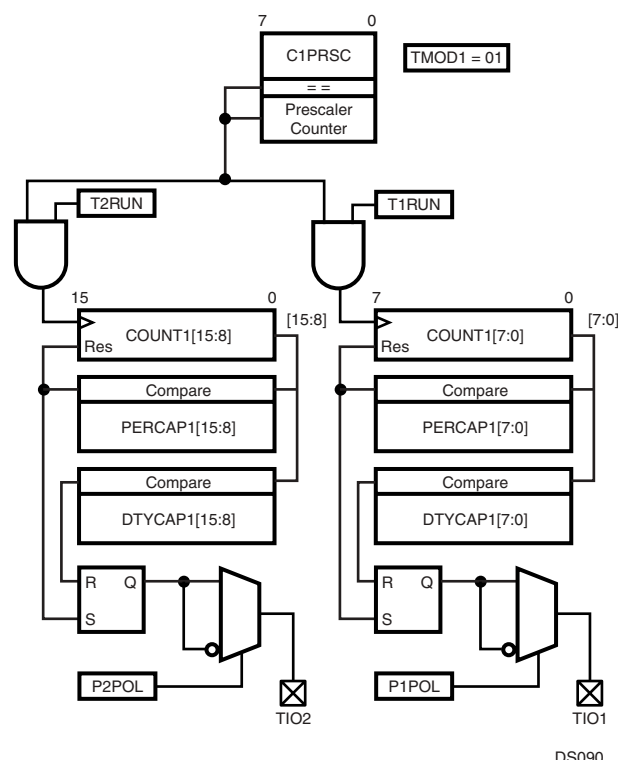 7 0
C1PRSC
TMOD1 = 01
= =
Prescaler
Counter
T2RUN
T1RUN
15 0
[15:8]
7 0
[7:0]
COUNT1[15:8]
Res
COUNT1[7:0]
Res
Compare
Compare
PERCAP1[15:8]
PERCAP1[7:0]
Compare
Compare
DTYCAP1[15:8]
DTYCAP1[7:0]
R Q
S
R Q
S
P2POL
P1POL
TIO2
TIO1
DS090